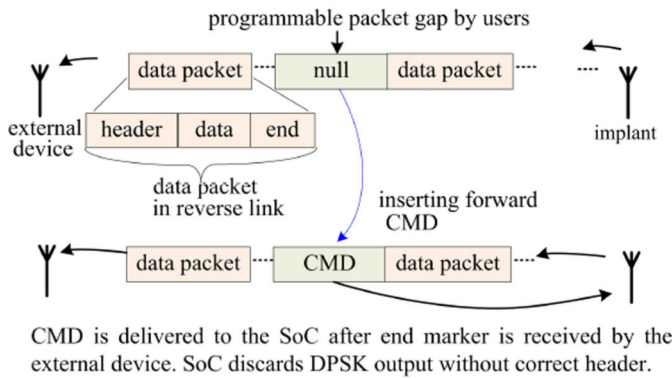 programmable packet gap by users
data packet
null
data packet
header
data
end
external
device
implant
data packet
in reverse link
inserting forward
CMD
data packet
CMD
data packet
CMD is delivered to the SoC after end marker is received by the
external device. SoC discards DPSK output without correct header.